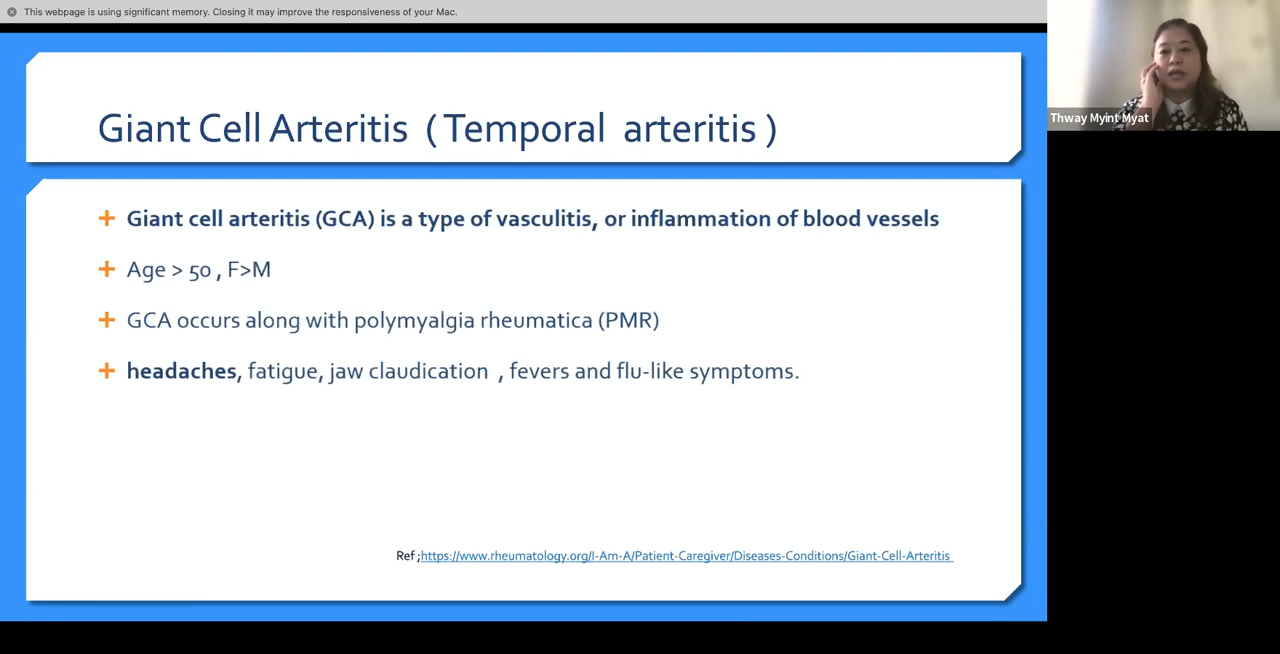 This webpage is using significant memory. Closing it may improve the responsiveness of your Mac.
Giant Cell Arteritis ( Temporal arteritis )
Giant cell arteritis (GCA) is a type of vasculitis, or inflammation of blood vessels
Age > 50 , F>M
GCA occurs along with polymyalgia rheumatica (PMR)
headaches, fatigue, jaw claudication , fevers and flu-like symptoms.
Ref ;https://www.rheumatology.org/I-Am-A/Patient-Caregiver/Diseases-Conditions/Giant-Cell-Arteritis
Thway Myint Myat